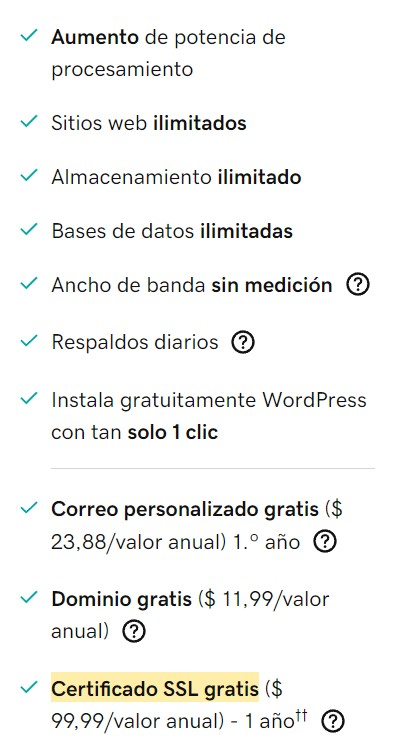 Aumento de potencia de
procesamiento
Sitios web ilimitados
Almacenamiento ilimitado
Bases de datos ilimitadas
Ancho de banda sin medición ?
Respaldos diarios ?
Instala gratuitamente WordPress
con tan solo 1 clic
Correo personalizado gratis ($
23,88/valor anual) 1.º año ?
Dominio gratis ($ 11,99/valor
anual) ?
Certificado SSL gratis ($
99,99/valor anual) - 1 año†† ?